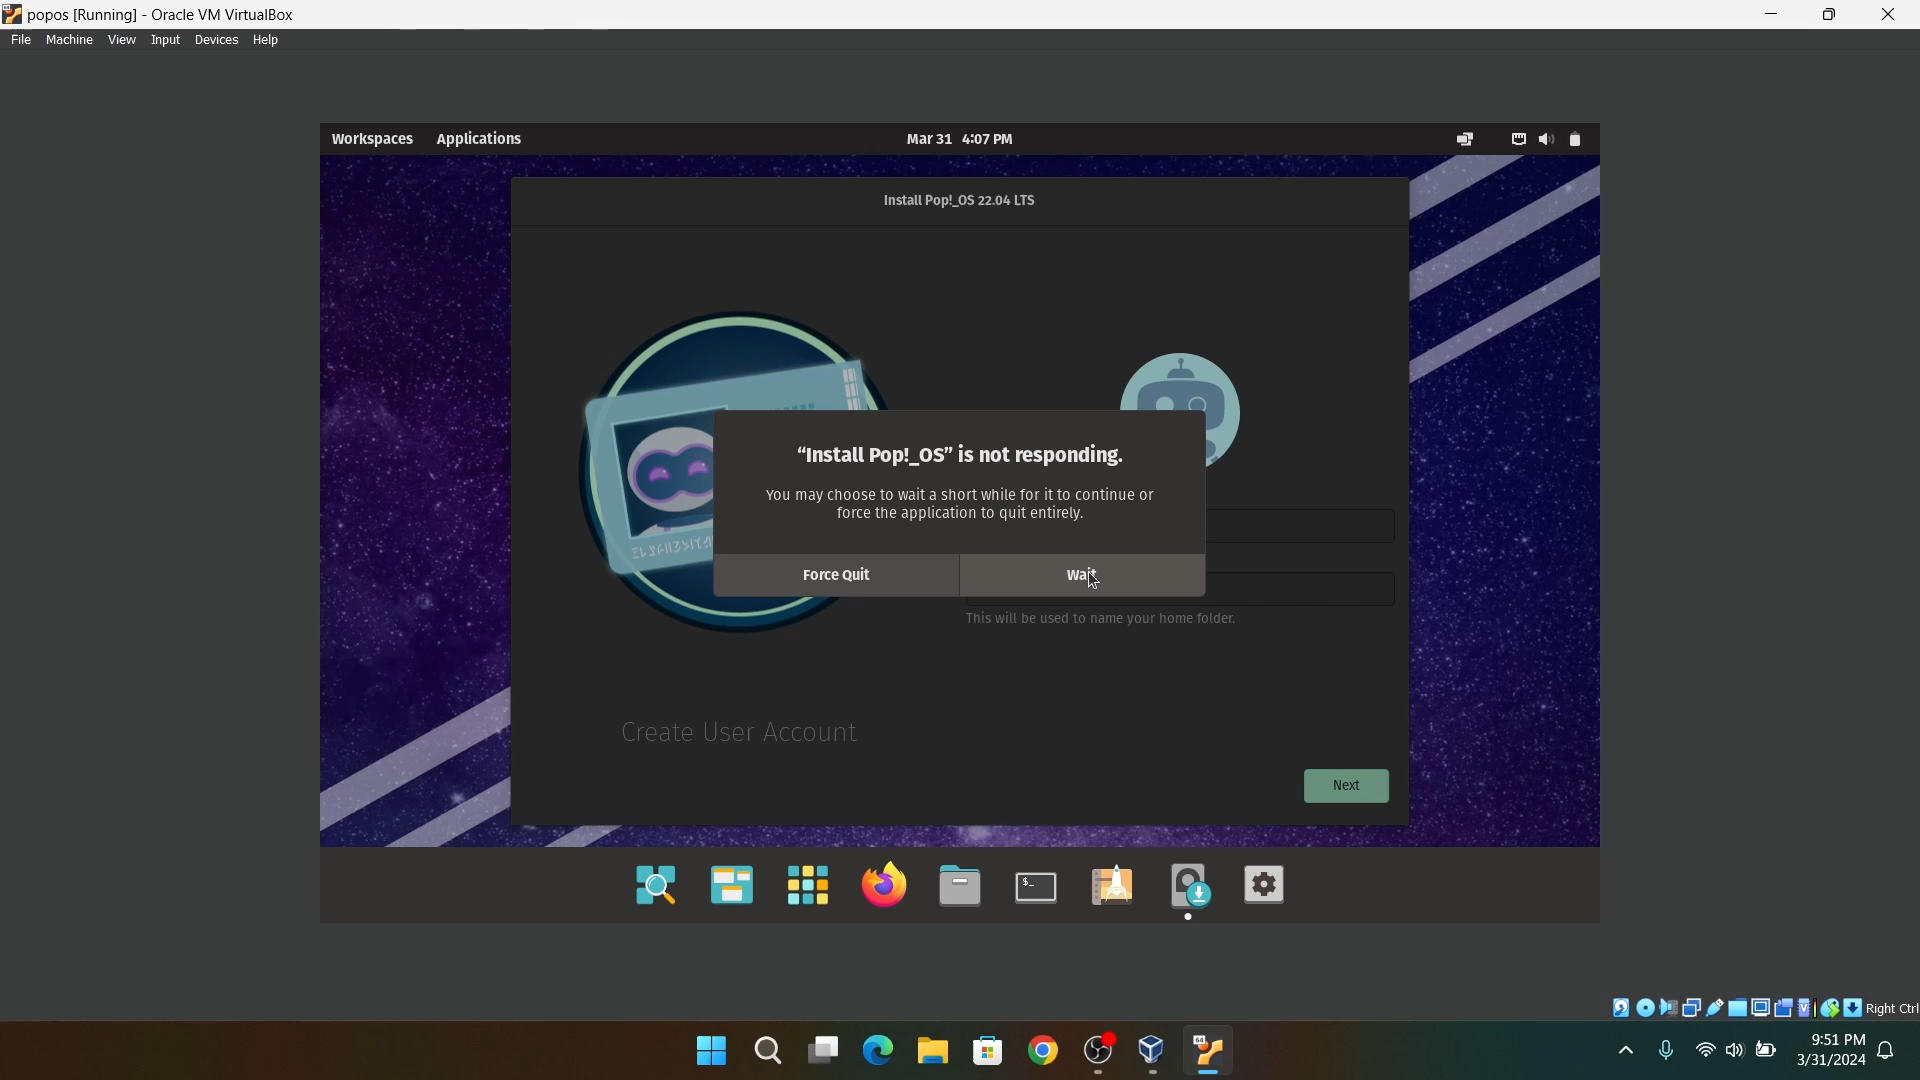 popos [Running] - Oracle VM VirtualBox
File Machine View Input Devices Help
Workspaces Applications
Mar 31 4:07 PM
Install Pop!_OS 22.04 LTS
“Install Pop!_OS” is not responding.
You may choose to wait a short while for it to continue or
force the application to quit entirely.
Force Quit
Wait
This will be used to name your home folder.
Create User Account
Next
$_
Right Ctrl
64
9:51 PM
3/31/2024